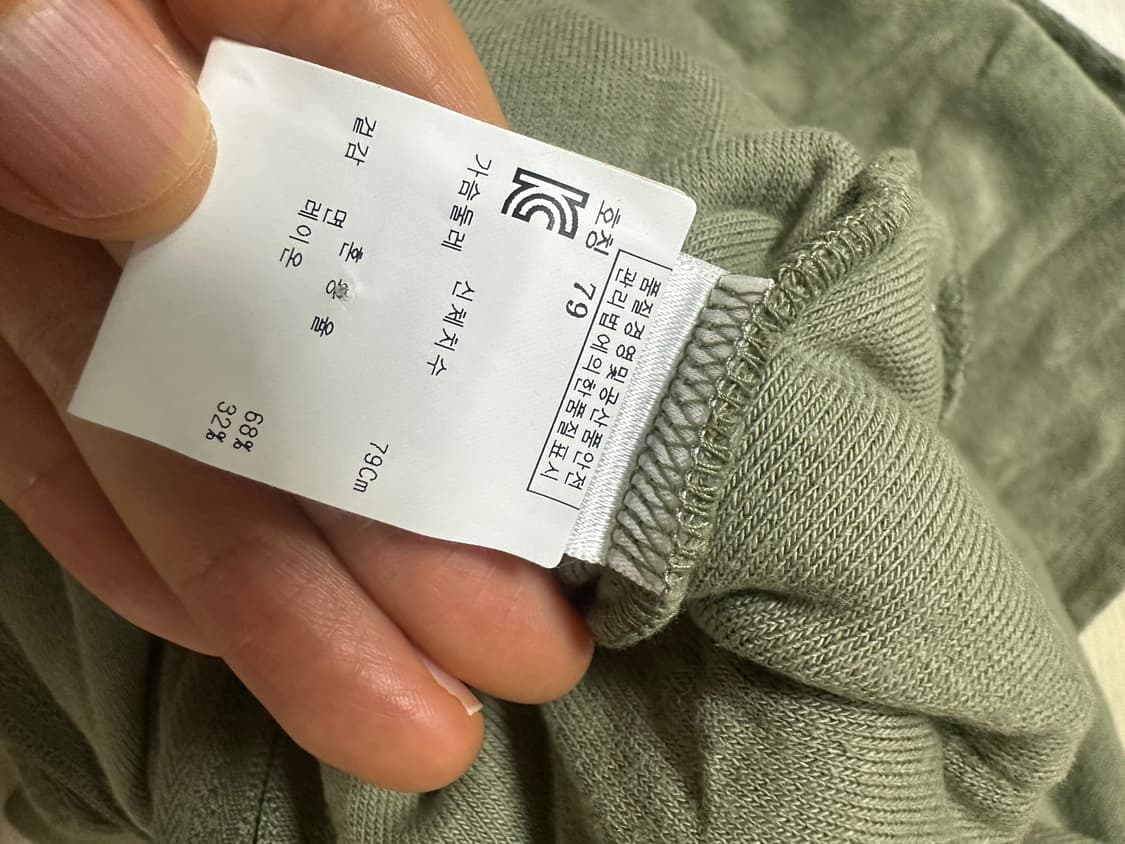 품질경영및공산품안전
관리법에의한품질표시
호칭 79
KC
가슴둘레 신체치수
79Cm
겉감
면 혼용율 68%
레이온 32%